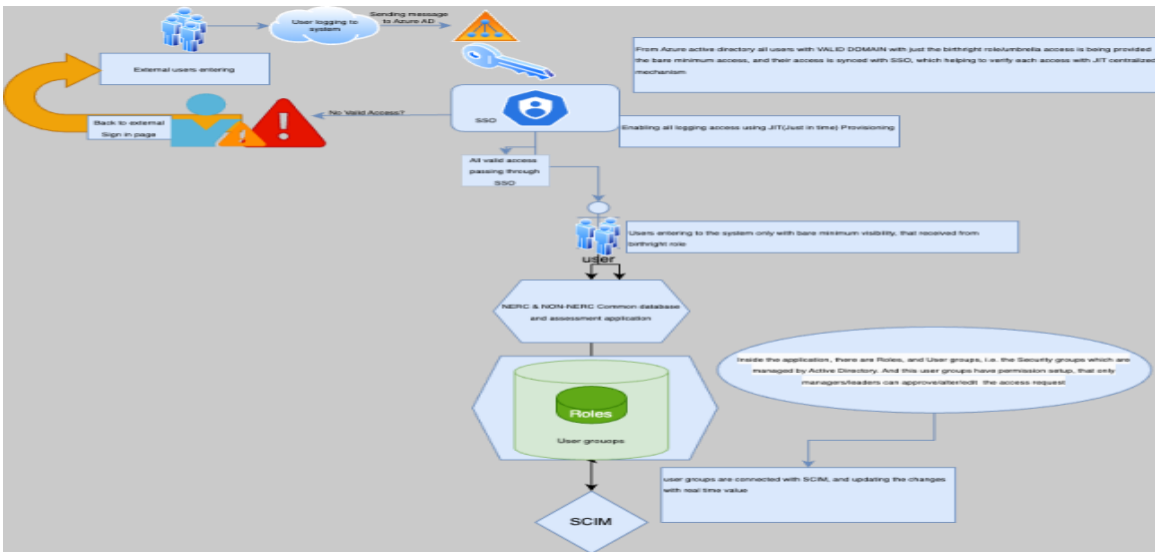 User logging to
system
Sending message
to Azure AD
External users entering
From Azure active directory all users with VALID DOMAIN with just the birthright role/umbrella access is being provided
the bare minimum access, and their access is synced with SSO, which helping to verify each access with JIT centralized
mechanism
Back to external
Sign in page
No Valid Access?
SSO
Enabling all logging access using JIT(Just in time) Provisioning
All valid access
passing through
SSO
Users entering to the system only with bare minimum visibility, that received from
birthright role
user
NERC & NON-NERC Common database
and assessment application
Inside the application, there are Roles, and User groups, i.e. the Security groups which are
managed by Active Directory. And this user groups have permission setup, that only
managers/leaders can approve/alter/edit the access request
Roles
User grouops
user groups are connected with SCIM, and updating the changes
with real time value
SCIM